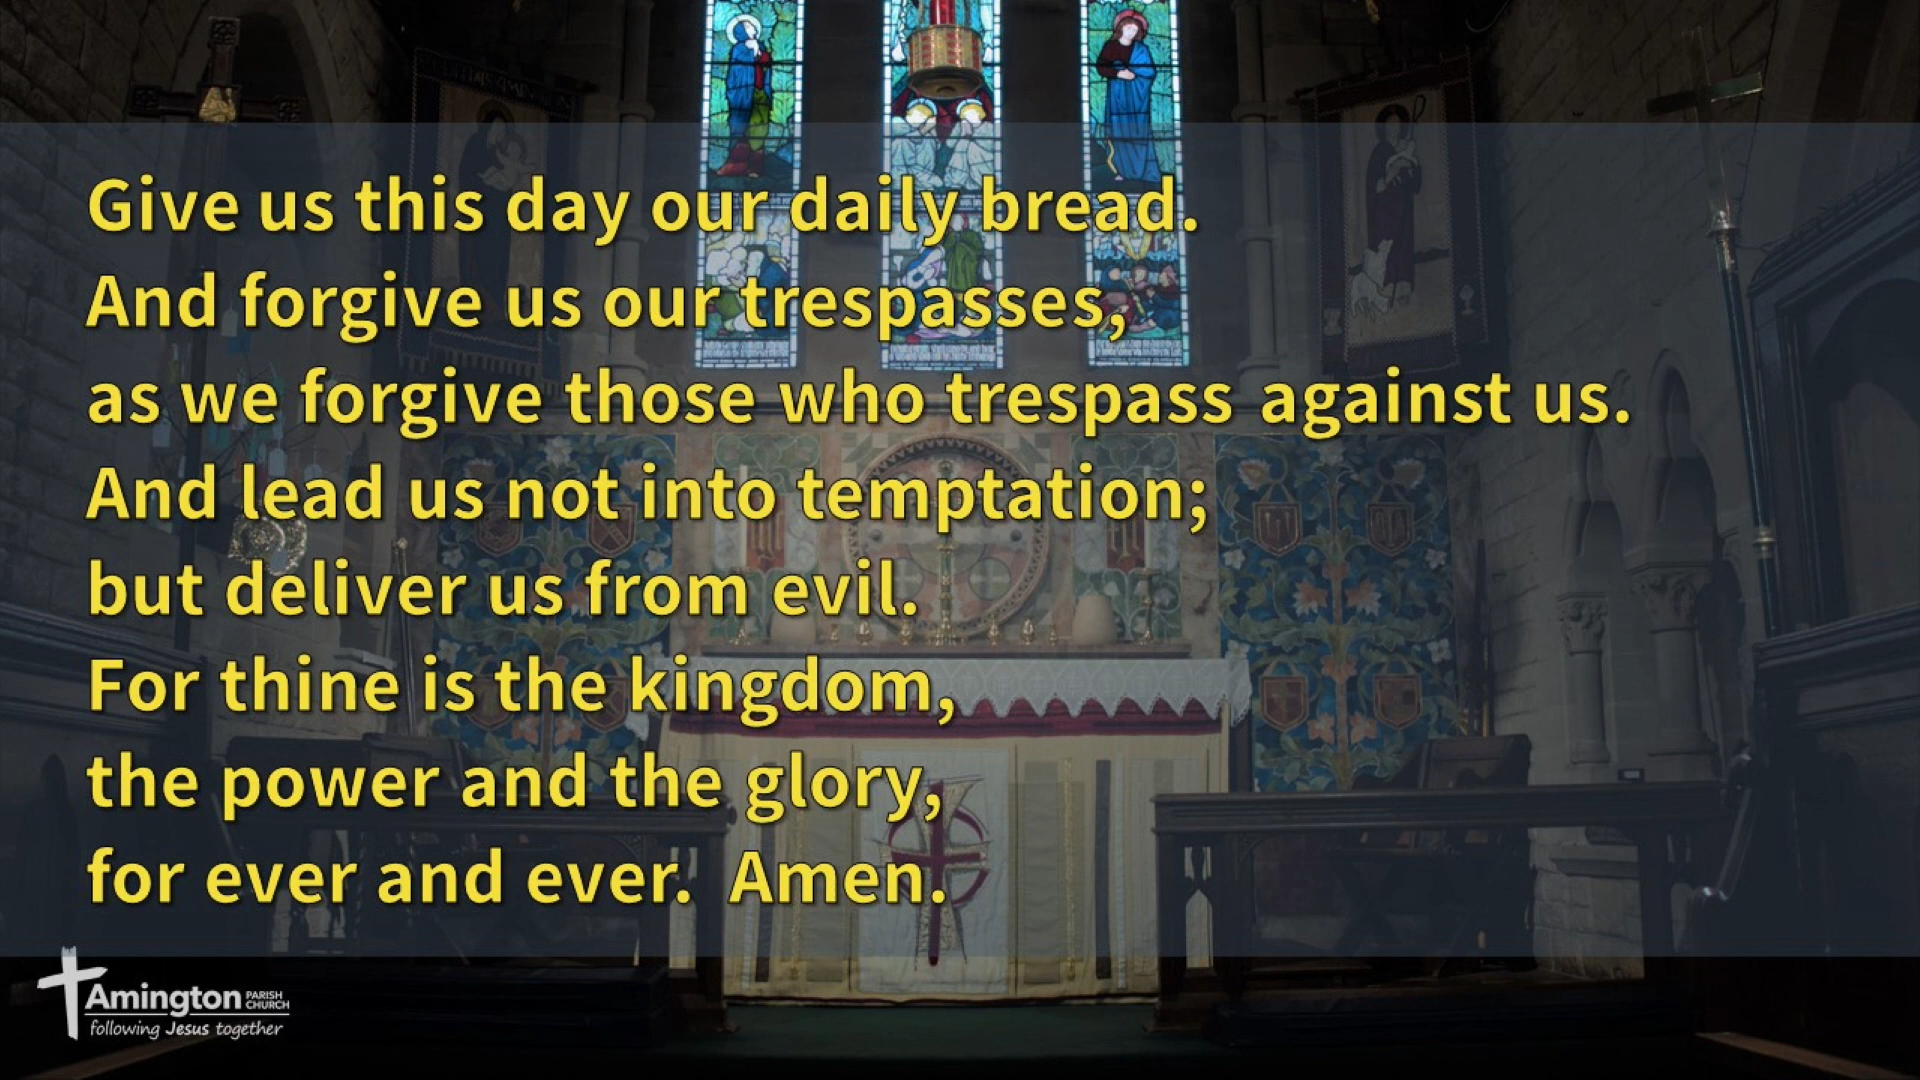 Give us this day our daily bread.
And forgive us our trespasses,
as we forgive those who trespass against us.
And lead us not into temptation;
but deliver us from evil.
For thine is the kingdom,
the power and the glory,
for ever and ever.  Amen.
Amington PARISH CHURCH
following Jesus together